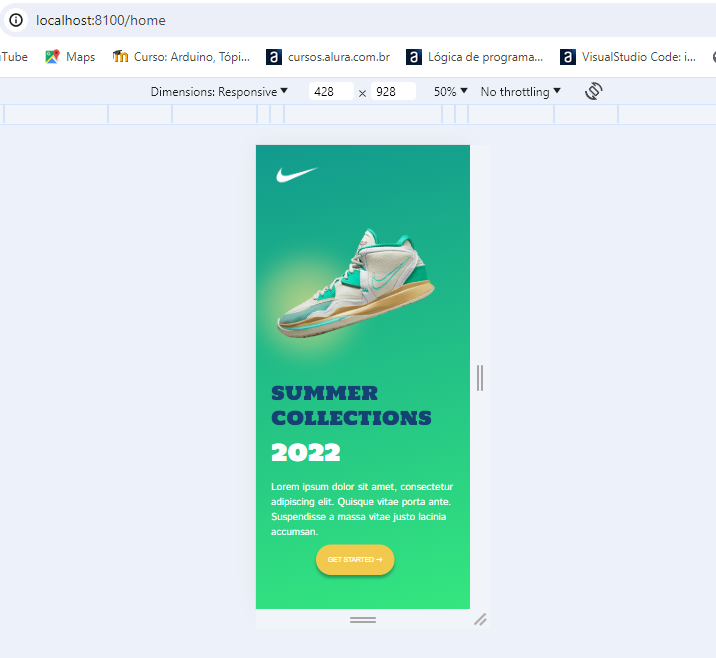 localhost:8100/home
Tube Maps Curso: Arduino, Tópi... cursos.alura.com.br Lógica de programa... VisualStudio Code: i...
Dimensions: Responsive 428 × 928 50% No throttling
SUMMER
COLLECTIONS
2022
Lorem ipsum dolor sit amet, consectetur
adipiscing elit. Quisque vitae porta ante.
Suspendisse a massa vitae justo lacinia
accumsan.
GET STARTED →